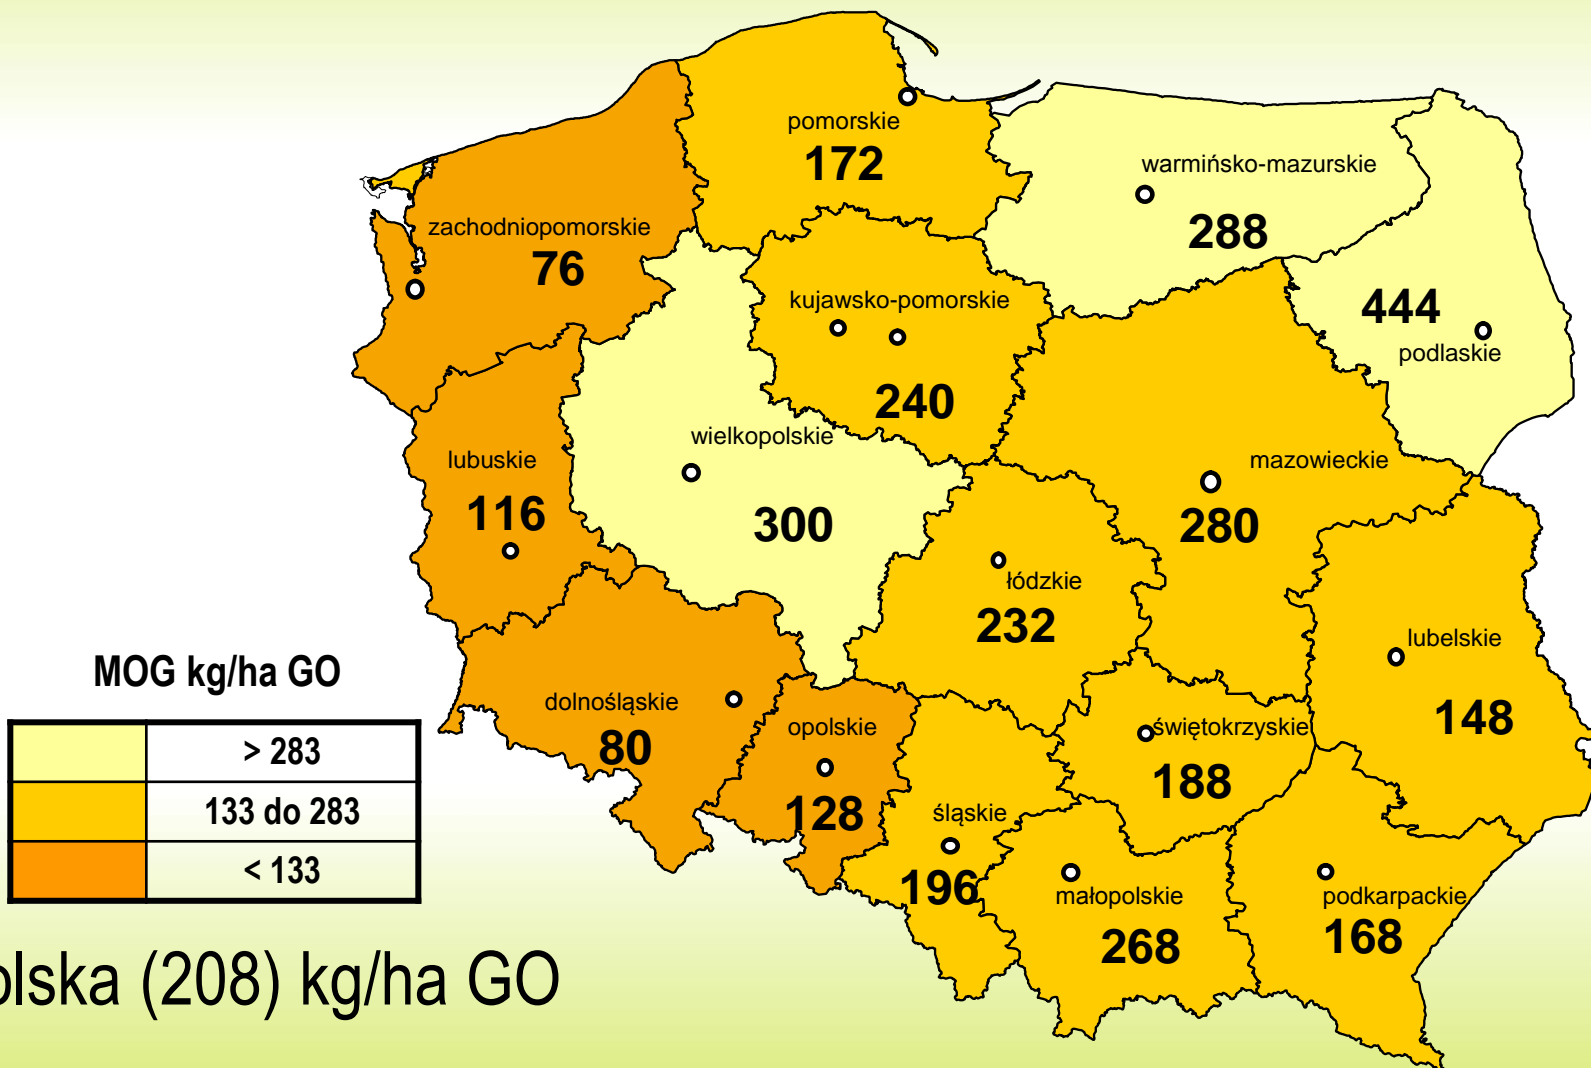 pomorskie
172
warmińsko-mazurskie
288
zachodniopomorskie
76
kujawsko-pomorskie
240
444
podlaskie
wielkopolskie
300
mazowieckie
280
lubuskie
116
łódzkie
232
lubelskie
148
dolnośląskie
80
opolskie
128
świętokrzyskie
188
śląskie
196
małopolskie
268
podkarpackie
168
MOG kg/ha GO
> 283
133 do 283
< 133
olska (208) kg/ha GO